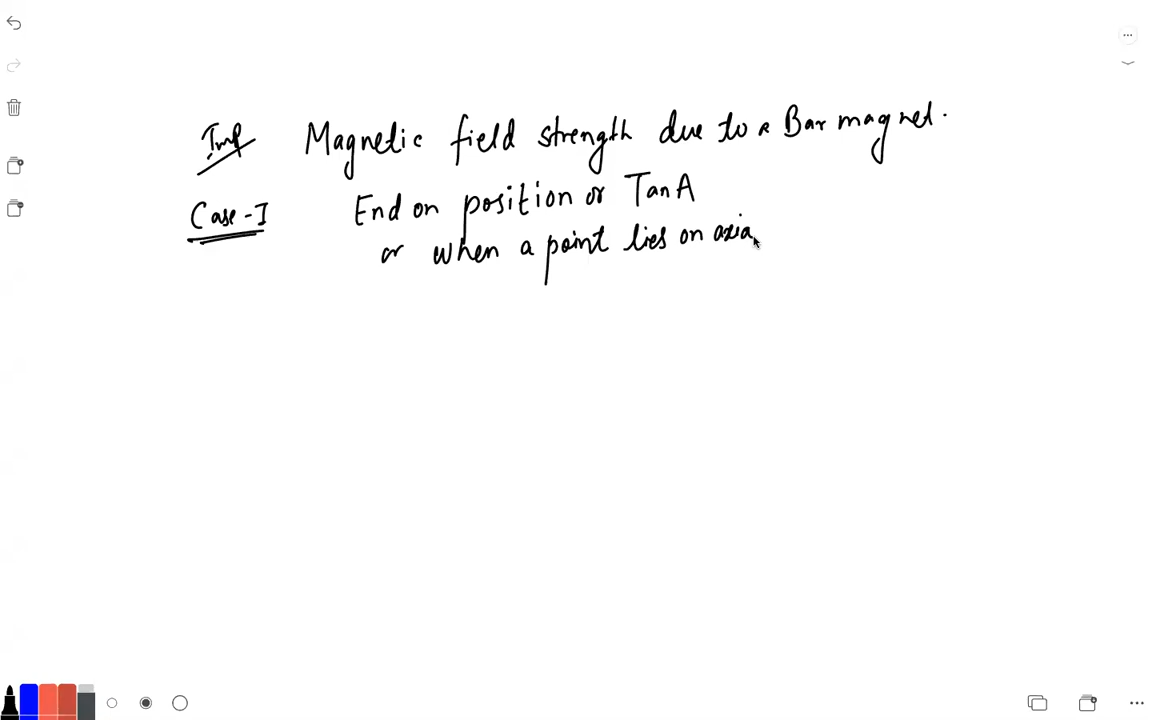 Imp Magnetic field strength due to a Bar magnet.
Case-I End on position or Tan A
or when a point lies on axia